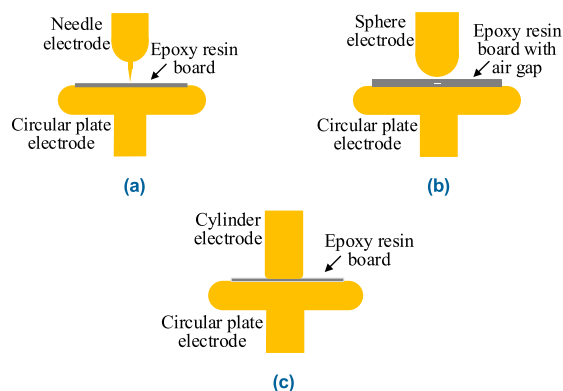 Needle
electrode
Epoxy resin
board
Circular plate
electrode
(a)
Sphere
electrode
Epoxy resin
board with
air gap
Circular plate
electrode
(b)
Cylinder
electrode
Epoxy resin
board
Circular plate
electrode
(c)